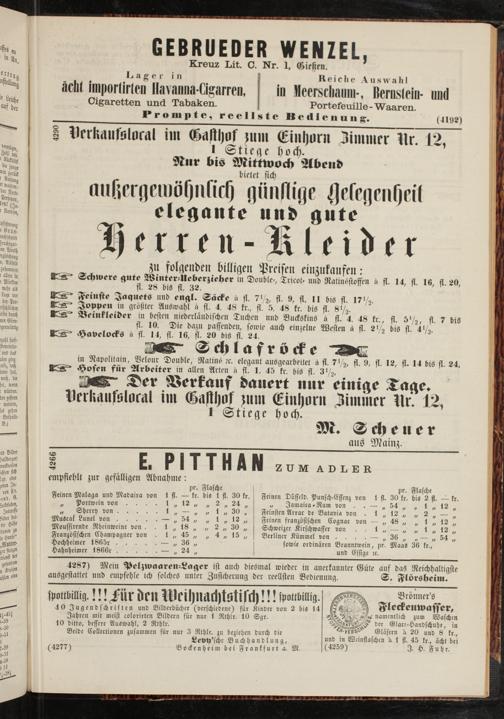 GEBRUEDER WENZEL,
Kreuz Lit. C. Nr. 1, Gießen.
Lager in
ächt importirten Havanna-Cigarren,
Cigaretten und Tabaken.
Reiche Auswahl
in Meerschaum-, Bernstein- und
Portefeuille-Waaren.
Prompte, reellste Bedienung. (4192)
4290
Verkaufslocal im Gasthof zum Einhorn Zimmer Nr. 12,
1 Stiege hoch.
Nur bis Mittwoch Abend
bietet sich
außergewöhnlich günstige Gelegenheit
elegante und gute
Herren-Kleider
zu folgenden billigen Preisen einzukaufen:
Schwere gute Winter-Ueberzieher in Double, Tricot- und Ratinéstoffen à fl. 14, fl. 16, fl. 20,
fl. 28 bis fl. 32.
Feinste Jaquets und engl. Säcke à fl. 7½, fl. 9, fl. 11 bis fl. 17½.
Joppen in größter Auswahl à fl. 4. 48 kr., fl. 5. 48 kr. bis fl. 8½.
Beinkleider in besten niederländischen Tuchen und Buckskins à fl. 4. 48 kr., fl. 5½, fl. 7 bis
fl. 10. Die dazu passenden, sowie auch einzelne Westen à fl. 2½ bis fl. 4½.
Havelocks à fl. 14, fl. 16, fl. 20 bis fl. 24.
Schlafröcke
in Napolitain, Velour Double, Ratiné ꝛc. elegant ausgearbeitet à fl. 7½, fl. 9, fl. 12, fl. 14 bis fl. 24.
Hosen für Arbeiter in allen Arten à fl. 1. 45 kr. bis fl. 3½.
Der Verkauf dauert nur einige Tage.
Verkaufslocal im Gasthof zum Einhorn Zimmer Nr. 12,
1 Stiege hoch.
M. Scheuer
aus Mainz.
4266
E. PITTHAN ZUM ADLER
empfiehlt zur gefälligen Abnahme:
pr. Flasche
Feinen Malaga und Madaira von 1 fl. — kr. bis 1 fl. 30 kr.
„ Portwein von . . . . 1 „ 12 „ „ 2 „ 24 „
„ Sherry von . . . . 1 „ — „ „ 1 „ 30 „
Muscat Lunel von . . . . — „ 54 „ „ 1 „ 12 „
Moussirende Rheinweine von . 1 „ 18 „ „ 2 „ 30 „
Französischen Champagner von . 1 „ 45 „ „ 4 „ 15 „
Hochheimer 1865r . . . . — „ 36 „
Hahnheimer 1866r . . . . — „ 24 „
pr. Flasche
Feinen Düsseld. Punsch-Essenz von 1 fl. 30 kr. bis 2 fl. — kr.
„ Jamaica-Rum von . . — „ 54 „ „ 1 „ 12 „
Feinsten Arrac de Batavia von . 1 „ 12 „ „ 1 „ 30 „
Feinen französischen Cognac von — „ 48 „ „ 1 „ 12 „
Schweizer Kirschwasser von . 1 „ — „ „ 1 „ 24 „
Berliner Kümmel von . . . — „ 36 „ „ — „ 54 „
sowie ordinären Branntwein, pr. Maas 36 kr.,
und Essige u.
4287) Mein Pelzwaaren-Lager ist auch diesmal wieder in anerkannter Güte auf das Reichhaltigste
ausgestattet und empfehle ich solches unter Zusicherung der reellsten Bedienung. S. Flörsheim.
spottbillig. !!! Für den Weihnachtstisch!!! spottbillig.
40 Jugendschriften und Bilderbücher (verschiedene) für Kinder von 2 bis 14
Jahren mit meist colorirten Bildern für nur 1 Rthlr. 10 Sgr.
10 ditto, bessere Auswahl, 2 Rthlr.
Beide Collectionen zusammen für nur 3 Rthlr. zu beziehen durch die
Levy'sche Buchhandlung,
(4277) Bockenheim bei Frankfurt a. M.
Brönner's
Fleckenwasser,
namentlich zum Waschen
der Glacé-Handschuhe, in
Gläsern à 20 und 8 kr.,
und in Weinflaschen à 1 fl. 45 kr., ächt bei
(4259) J. H. Fuhr.